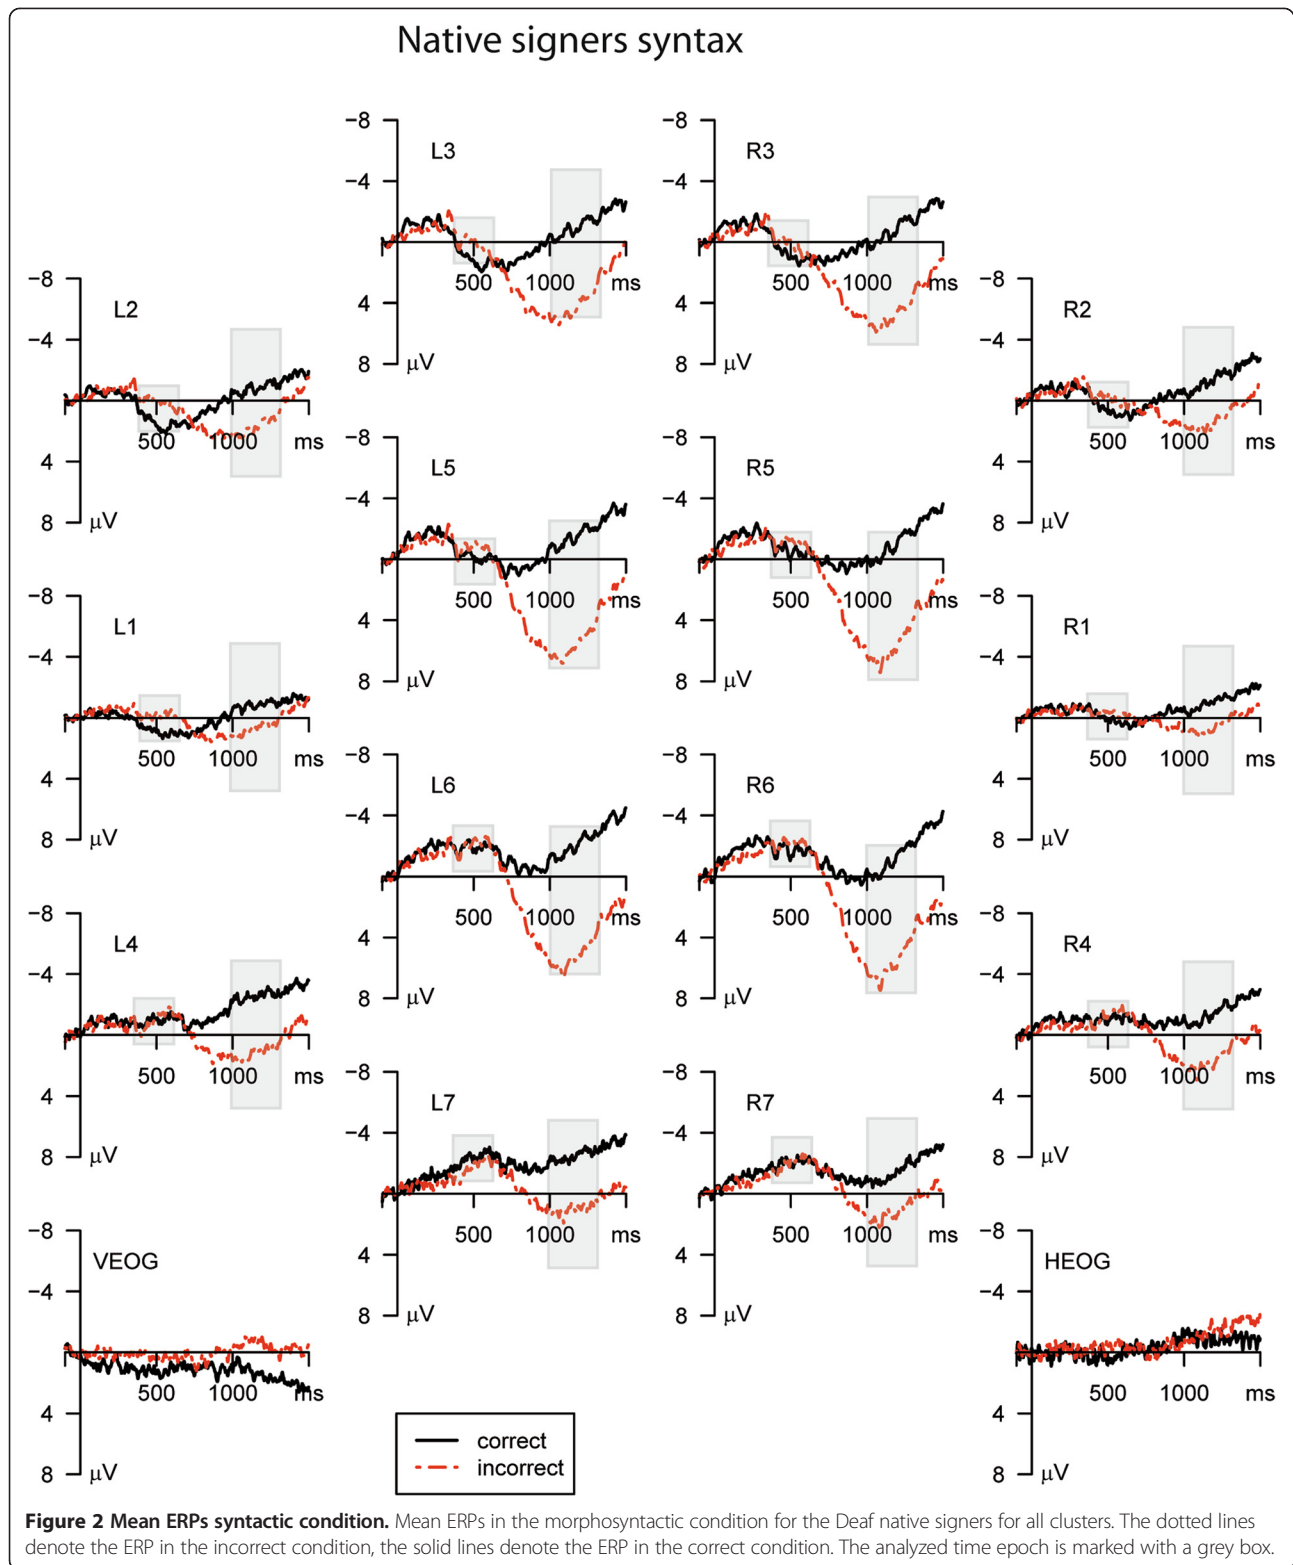 Native signers syntax
−8
L3
−4
500
1000
ms
4
8
μV
−8
R3
−4
500
1000
ms
4
8
μV
−8
L2
−4
500
1000
ms
4
8
μV
−8
R2
−4
500
1000
ms
4
8
μV
−8
L5
−4
500
1000
ms
4
8
μV
−8
R5
−4
500
1000
ms
4
8
μV
−8
L1
−4
500
1000
ms
4
8
μV
−8
R1
−4
500
1000
ms
4
8
μV
−8
L6
−4
500
1000
ms
4
8
μV
−8
R6
−4
500
1000
ms
4
8
μV
−8
L4
−4
500
1000
ms
4
8
μV
−8
R4
−4
500
1000
ms
4
8
μV
−8
L7
−4
500
1000
ms
4
8
μV
−8
R7
−4
500
1000
ms
4
8
μV
−8
VEOG
−4
500
1000
ms
4
8
μV
−8
HEOG
−4
500
1000
ms
4
8
μV
correct
incorrect
Figure 2 Mean ERPs syntactic condition. Mean ERPs in the morphosyntactic condition for the Deaf native signers for all clusters. The dotted lines
denote the ERP in the incorrect condition, the solid lines denote the ERP in the correct condition. The analyzed time epoch is marked with a grey box.